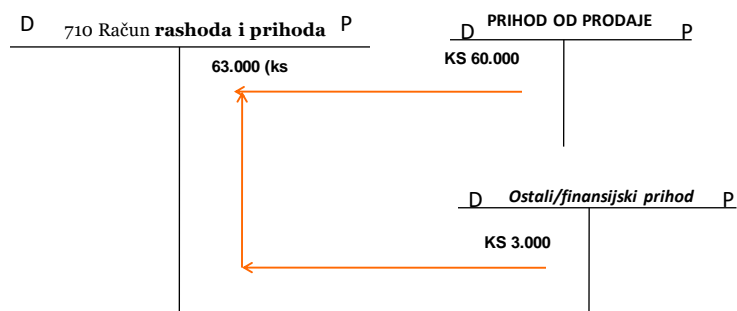 D 710 Račun rashoda i prihoda P
63.000 (ks
PRIHOD OD PRODAJE
D P
KS 60.000
D Ostali/finansijski prihod P
KS 3.000